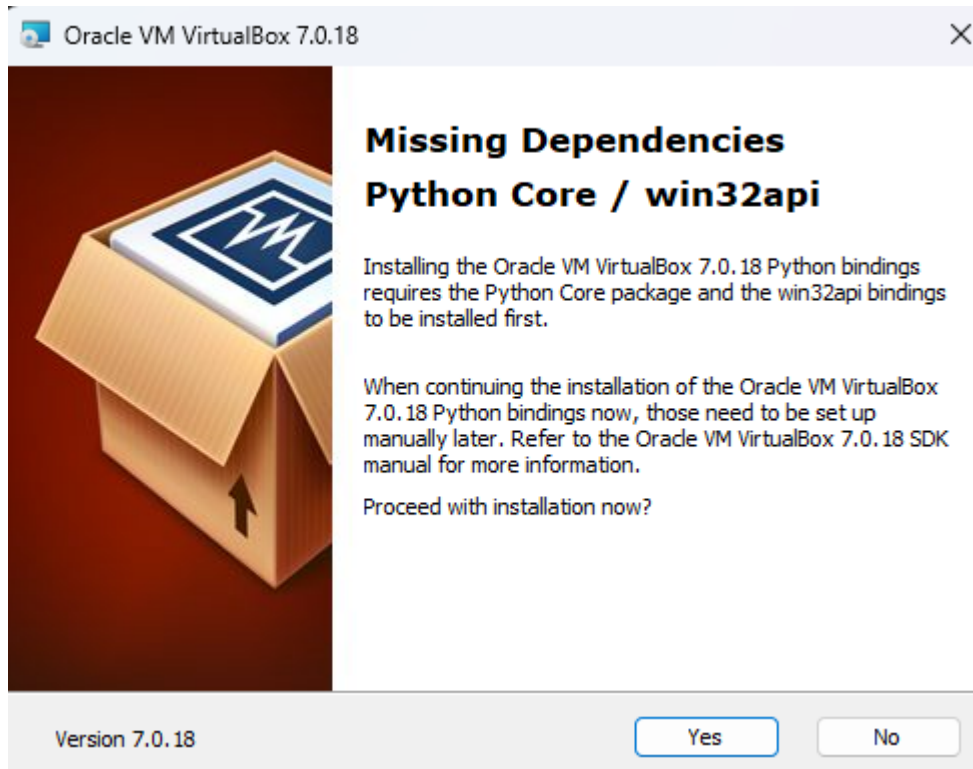 Oracle VM VirtualBox 7.0.18
Missing Dependencies
Python Core / win32api
Installing the Oracle VM VirtualBox 7.0.18 Python bindings
requires the Python Core package and the win32api bindings
to be installed first.
When continuing the installation of the Oracle VM VirtualBox
7.0.18 Python bindings now, those need to be set up
manually later. Refer to the Oracle VM VirtualBox 7.0.18 SDK
manual for more information.
Proceed with installation now?
Version 7.0.18
Yes
No